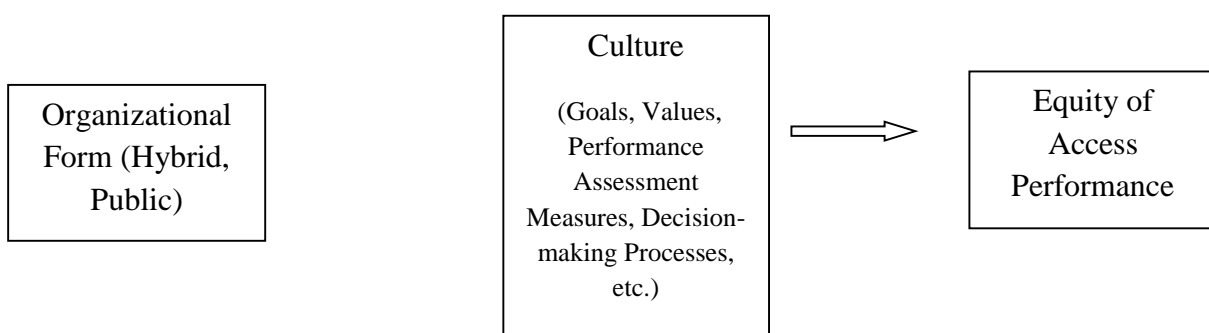 Organizational
Form (Hybrid,
Public)
Culture
(Goals, Values,
Performance
Assessment
Measures, Decision-
making Processes,
etc.)
Equity of
Access
Performance